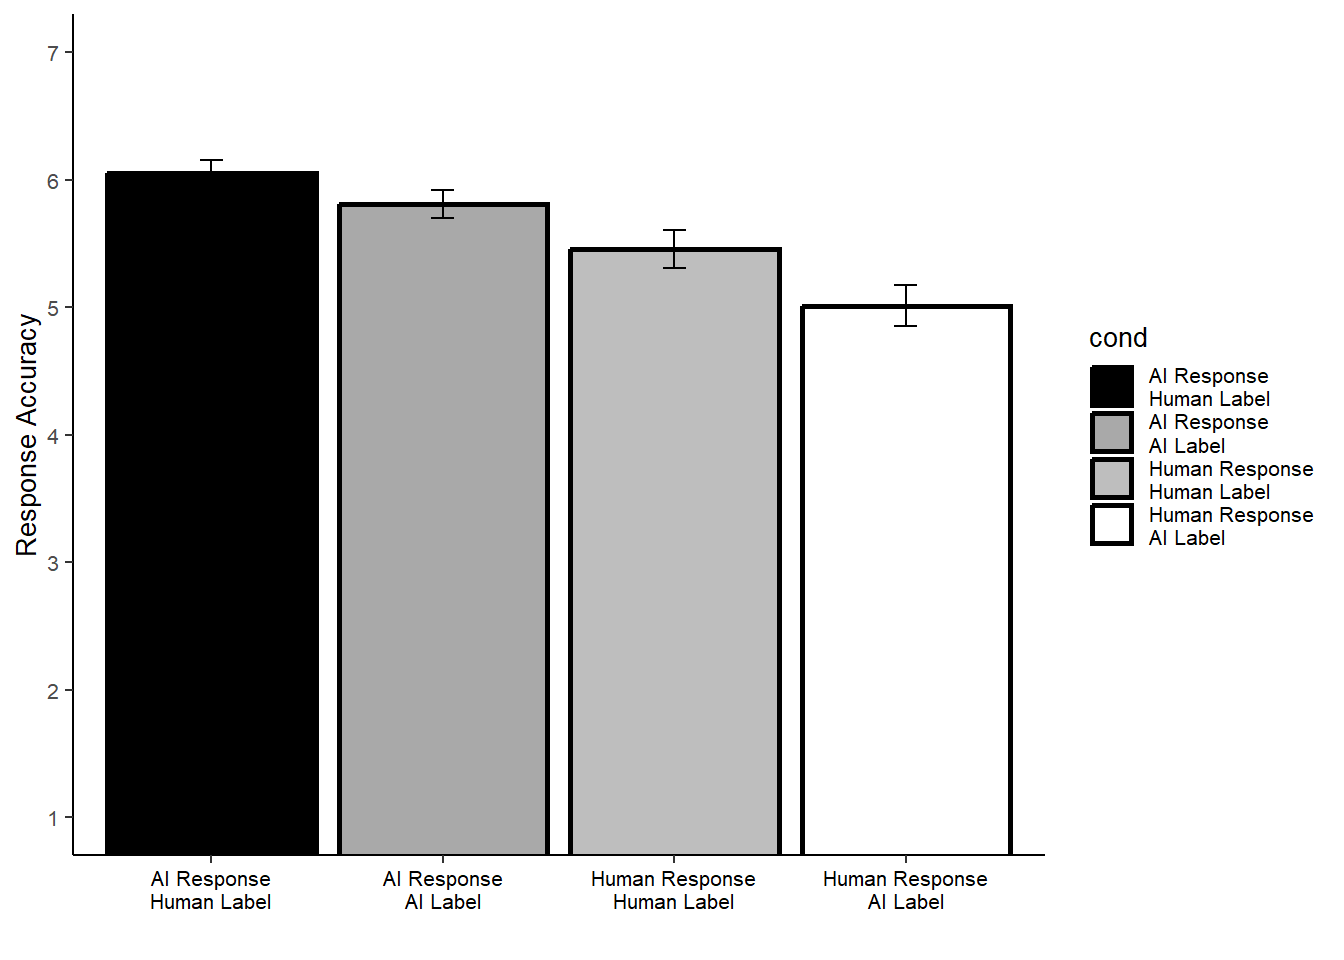 7
6
5
4
3
2
1
Response Accuracy
AI Response
Human Label
AI Response
AI Label
Human Response
Human Label
Human Response
AI Label
cond
AI Response
Human Label
AI Response
AI Label
Human Response
Human Label
Human Response
AI Label